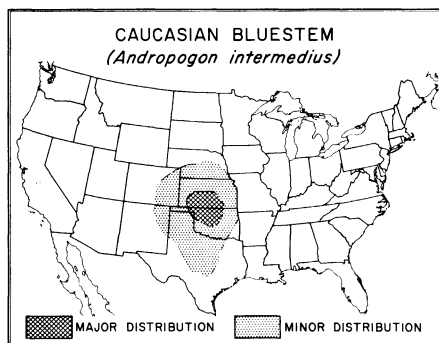 CAUCASIAN BLUESTEM
(Andropogon intermedius)
MAJOR DISTRIBUTION MINOR DISTRIBUTION